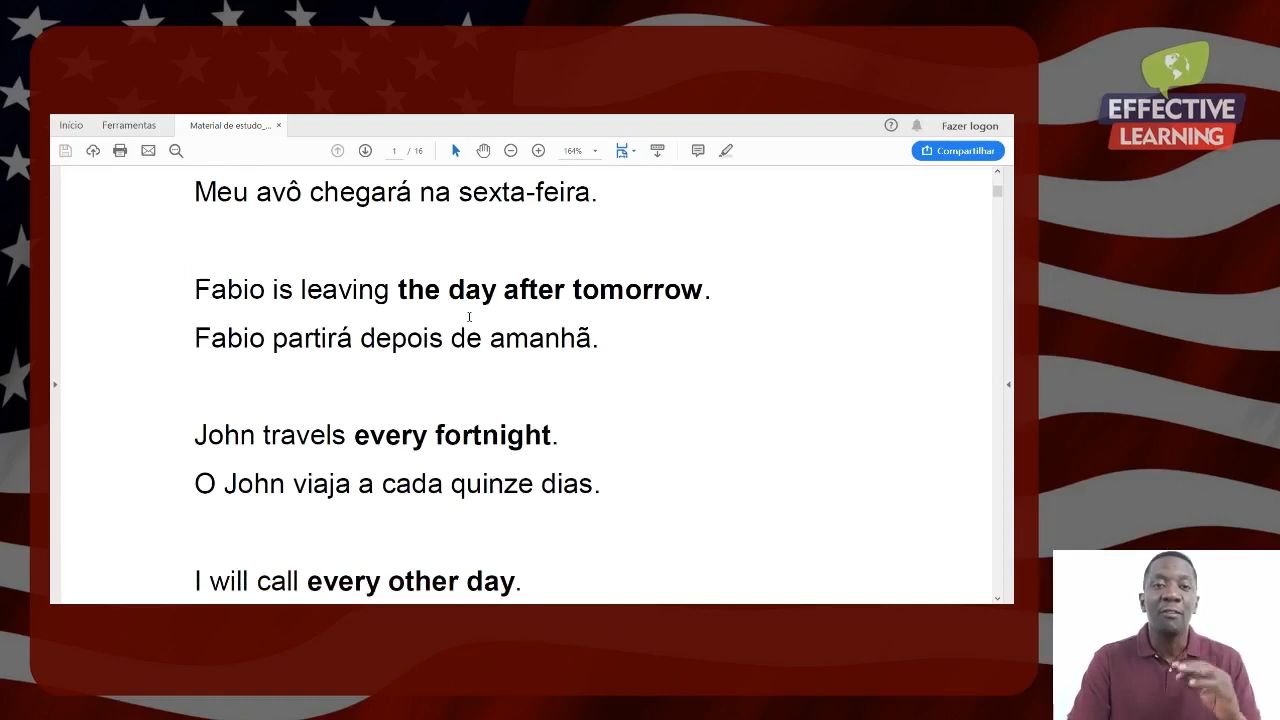 EFFECTIVE
LEARNING
Início Ferramentas Material de estudo_... ×
Fazer logon
1 / 16 164% Compartilhar
Meu avô chegará na sexta-feira.
Fabio is leaving the day after tomorrow.
Fabio partirá depois de amanhã.
John travels every fortnight.
O John viaja a cada quinze dias.
I will call every other day.